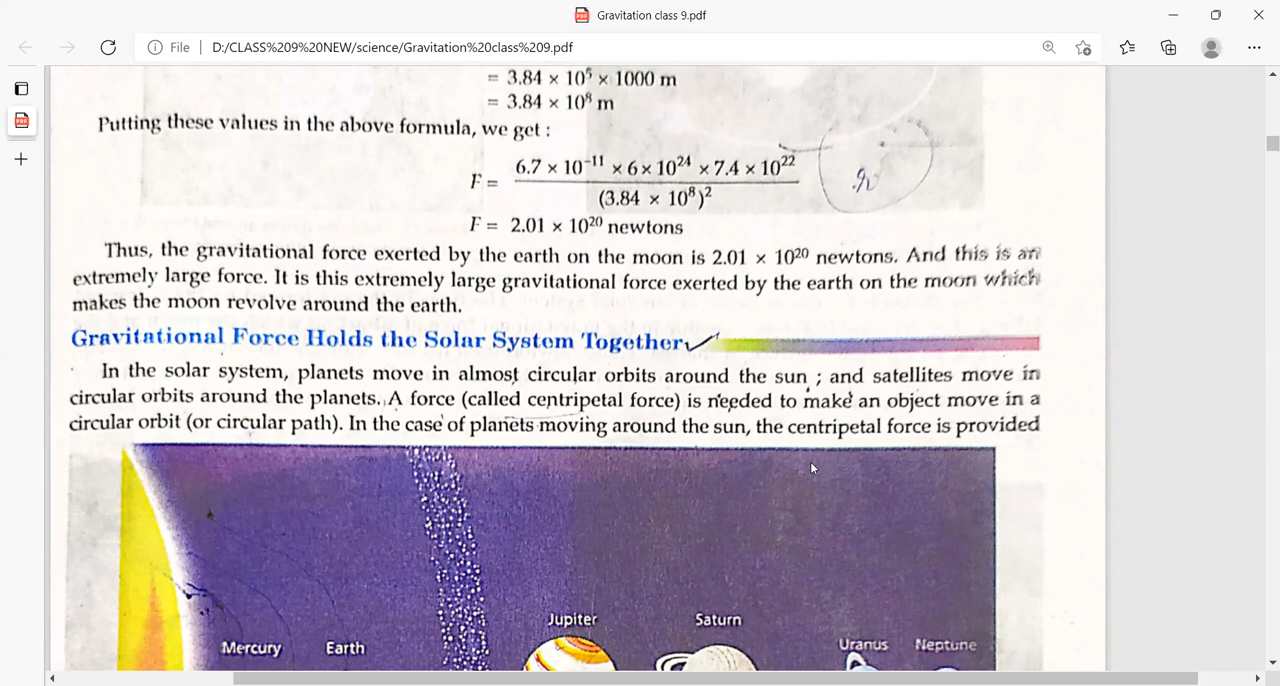 Gravitation class 9.pdf
File | D:/CLASS%209%20NEW/science/Gravitation%20class%209.pdf
= 3.84 × 10⁵ × 1000 m
= 3.84 × 10⁸ m
Putting these values in the above formula, we get :
F = 6.7 × 10⁻¹¹ × 6 × 10²⁴ × 7.4 × 10²²
(3.84 × 10⁸)²
F = 2.01 × 10²⁰ newtons
Thus, the gravitational force exerted by the earth on the moon is 2.01 × 10²⁰ newtons. And this is an
extremely large force. It is this extremely large gravitational force exerted by the earth on the moon which
makes the moon revolve around the earth.
Gravitational Force Holds the Solar System Together
In the solar system, planets move in almost circular orbits around the sun ; and satellites move in
circular orbits around the planets. A force (called centripetal force) is needed to make an object move in a
circular orbit (or circular path). In the case of planets moving around the sun, the centripetal force is provided
Jupiter Saturn
Mercury Earth Uranus Neptune